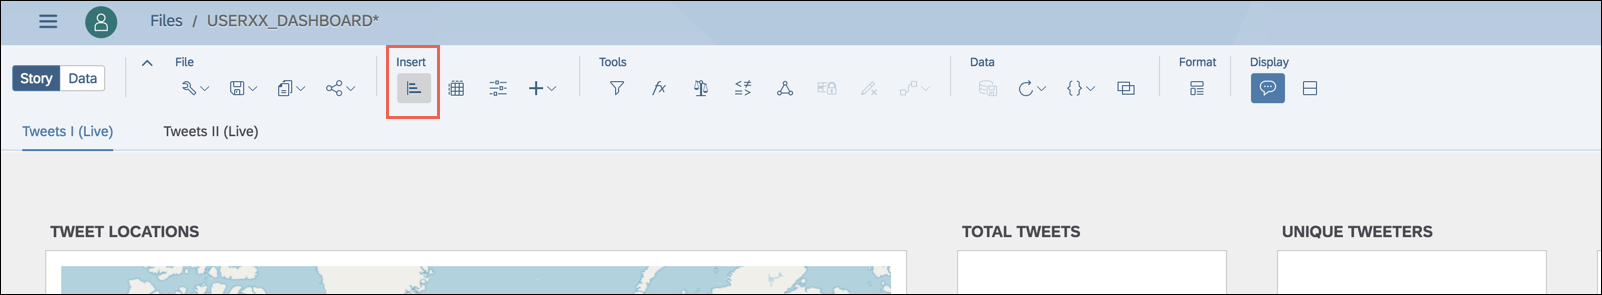 Files / USERXX_DASHBOARD*
Story Data
File
Insert
Tools
Data
Format
Display
fx
Tweets I (Live)
Tweets II (Live)
TWEET LOCATIONS
TOTAL TWEETS
UNIQUE TWEETERS